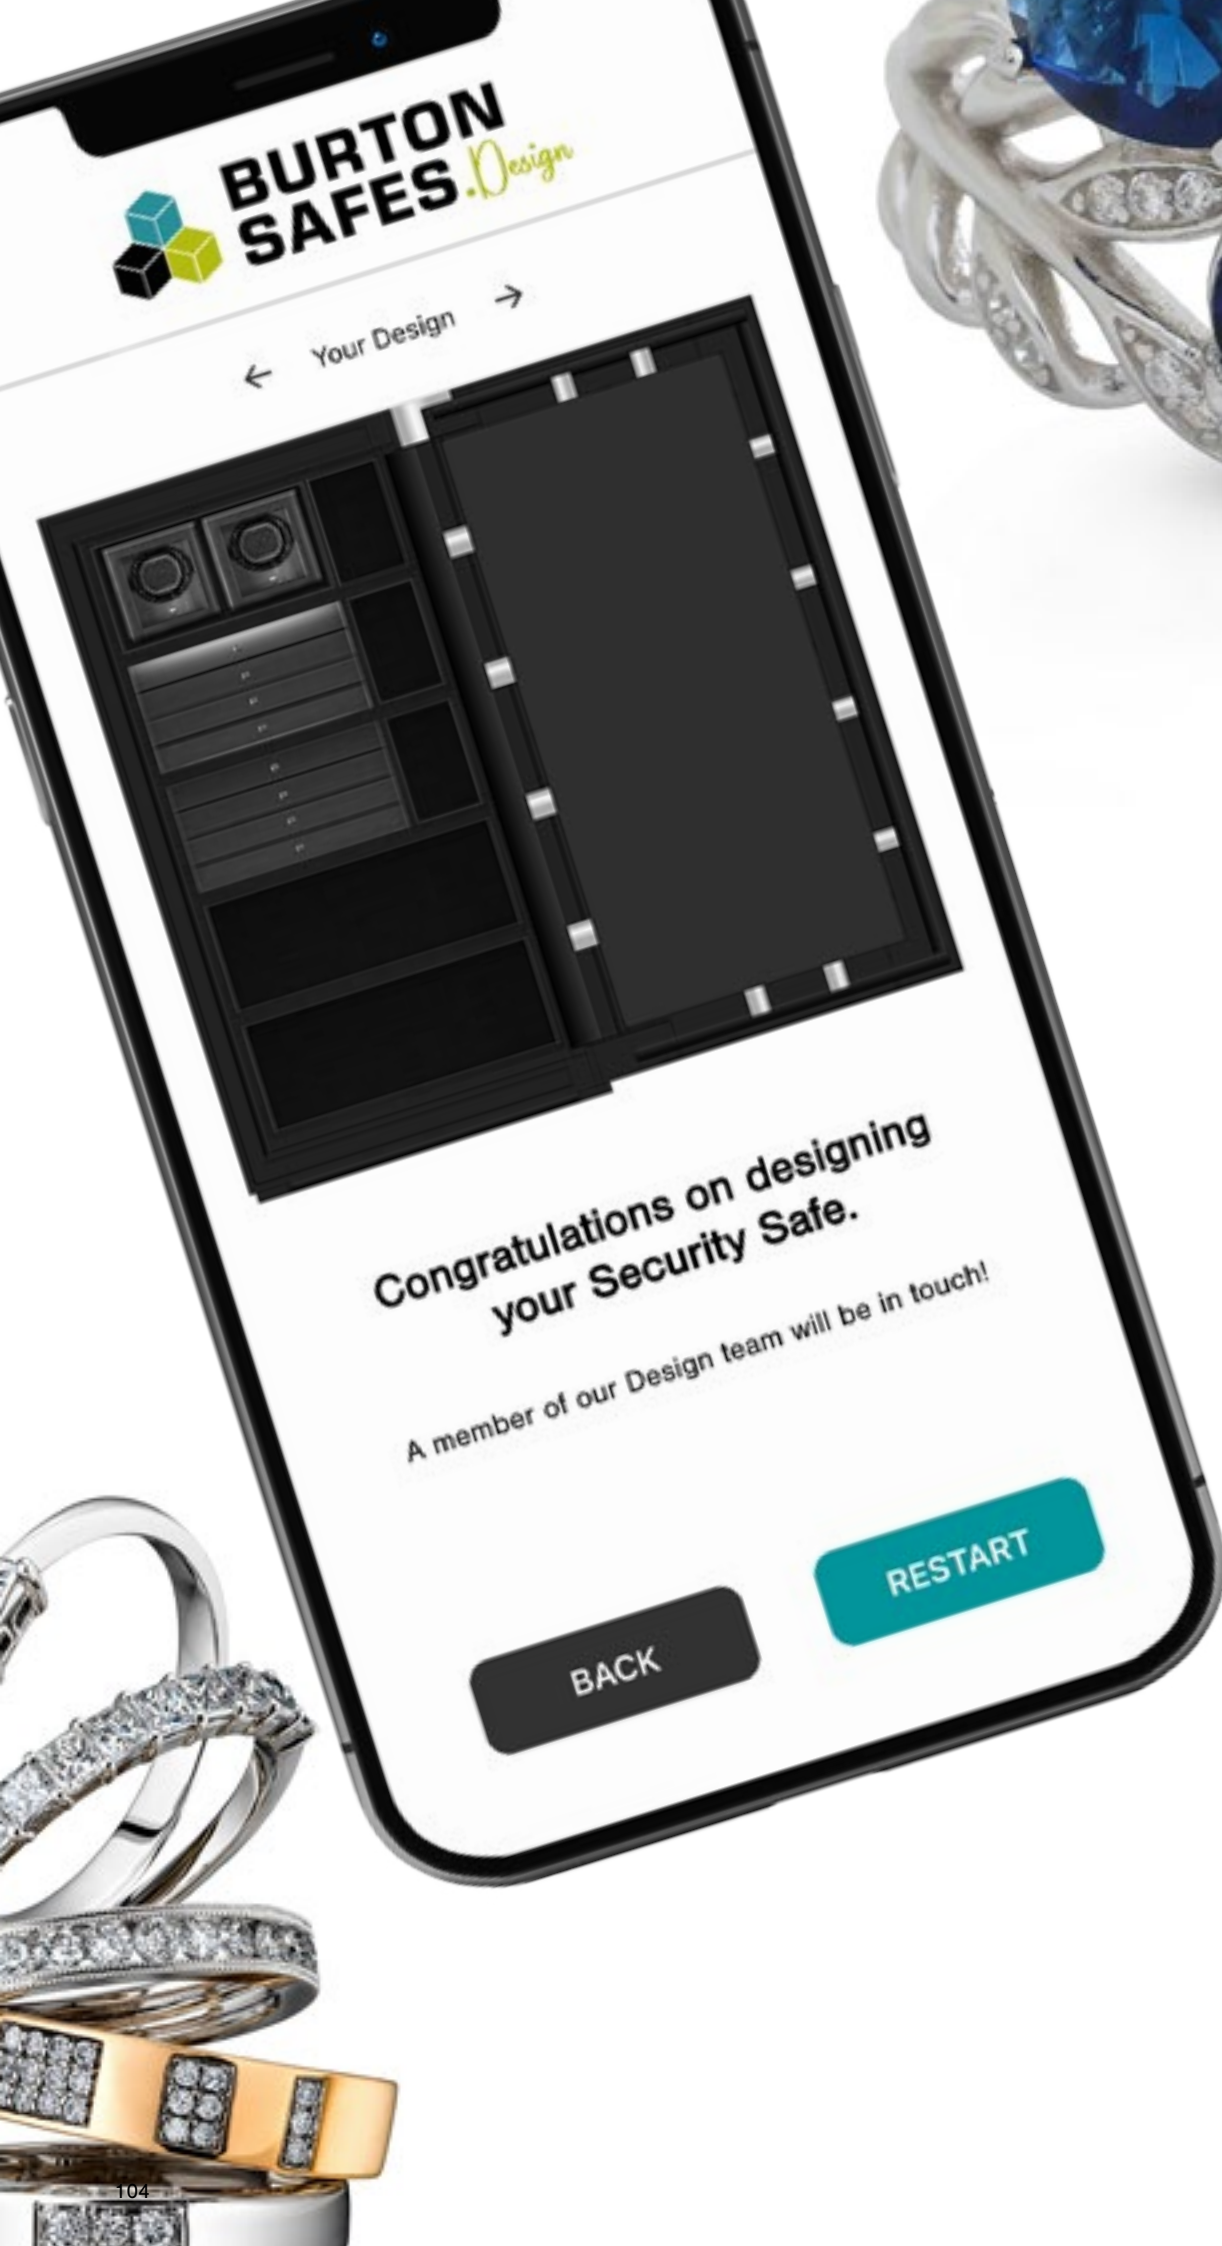 BURTON
SAFES.Design
Your Design
Congratulations on designing
your Security Safe.
A member of our Design team will be in touch!
RESTART
BACK
104